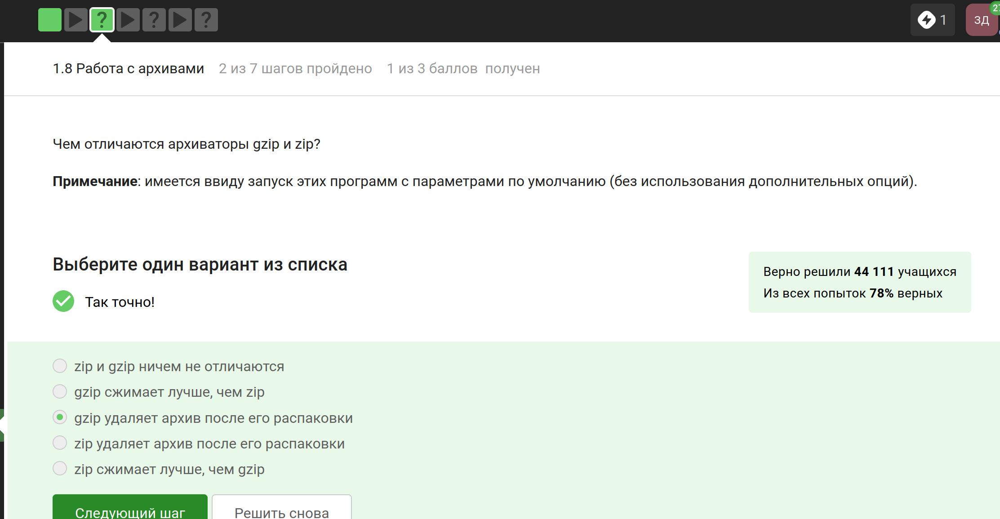 ? ? ? 1 ЗД
1.8 Работа с архивами 2 из 7 шагов пройдено 1 из 3 баллов получен
Чем отличаются архиваторы gzip и zip?
Примечание: имеется ввиду запуск этих программ с параметрами по умолчанию (без использования дополнительных опций).
Выберите один вариант из списка
Верно решили 44 111 учащихся
Из всех попыток 78% верных
Так точно!
zip и gzip ничем не отличаются
gzip сжимает лучше, чем zip
gzip удаляет архив после его распаковки
zip удаляет архив после его распаковки
zip сжимает лучше, чем gzip
Следующий шаг Решить снова